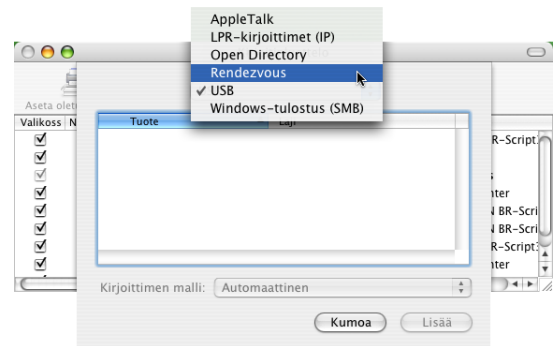 AppleTalk
LPR-kirjoittimet (IP)
Open Directory
Rendezvous
✓ USB
Windows-tulostus (SMB)
Aseta
Valikoss N
Tuote
Laji
R-Script
nter
N BR-Scri
N BR-Scri
R-Script
nter
Kirjoittimen malli: Automaattinen
Kumoa Lisää